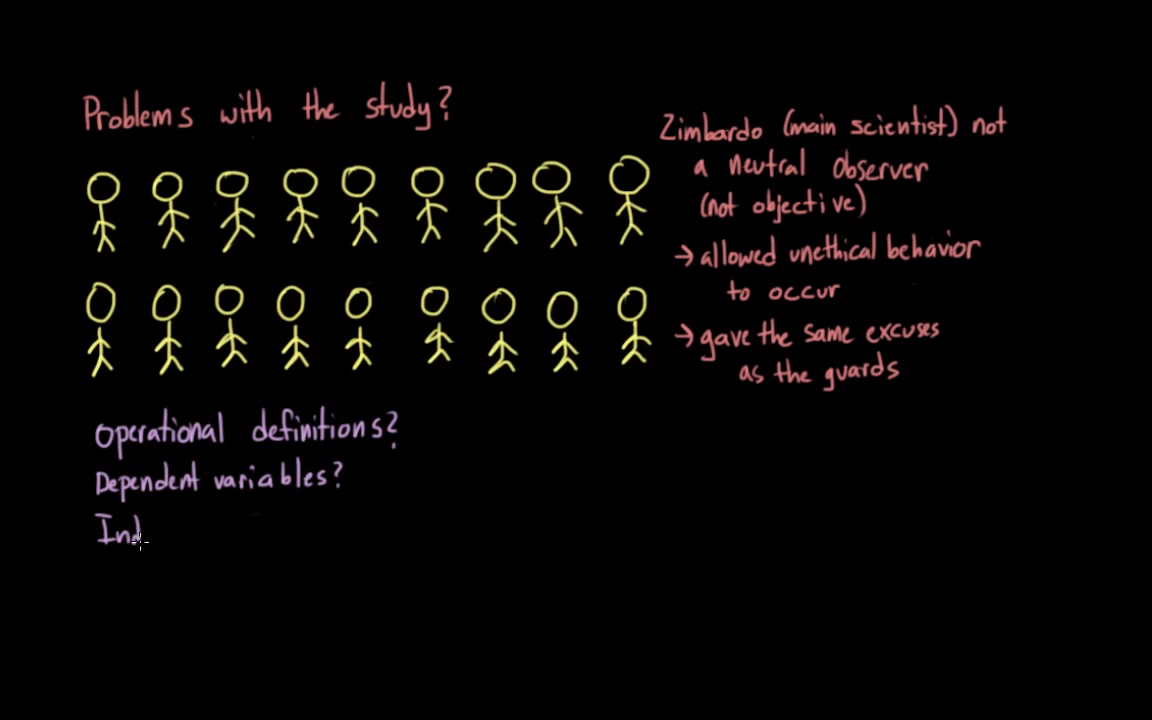 Problems with the study?
Zimbardo (main scientist) not
a neutral observer
(not objective)
→ allowed unethical behavior
to occur
→ gave the same excuses
as the guards
Operational definitions?
Dependent variables?
Ind